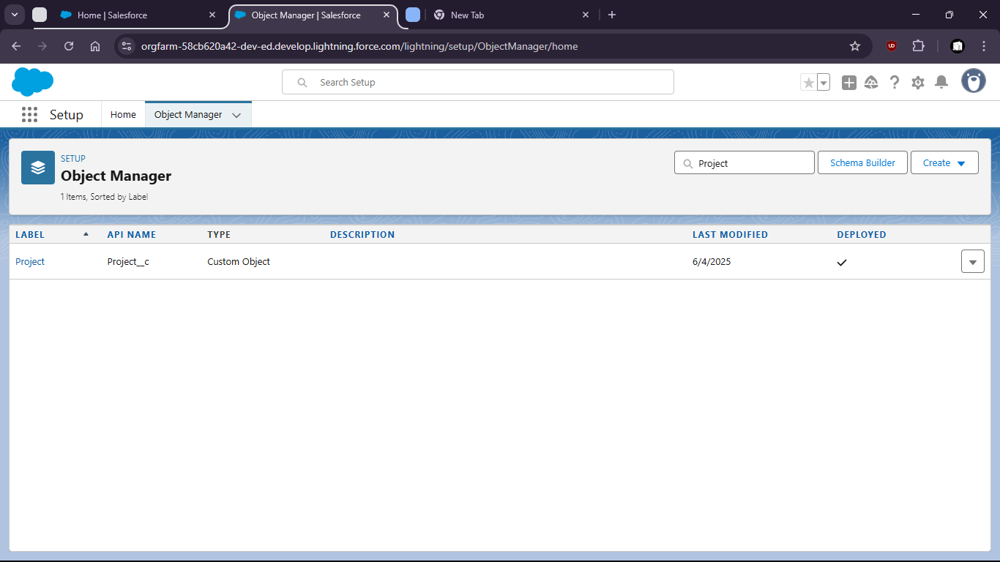 Home | Salesforce
Object Manager | Salesforce
New Tab
orgfarm-58cb620a42-dev-ed.develop.lightning.force.com/lightning/setup/ObjectManager/home
Search Setup
Setup
Home
Object Manager
SETUP
Object Manager
1 Items, Sorted by Label
Project
Schema Builder
Create
LABEL API NAME TYPE DESCRIPTION LAST MODIFIED DEPLOYED
Project Project__c Custom Object 6/4/2025